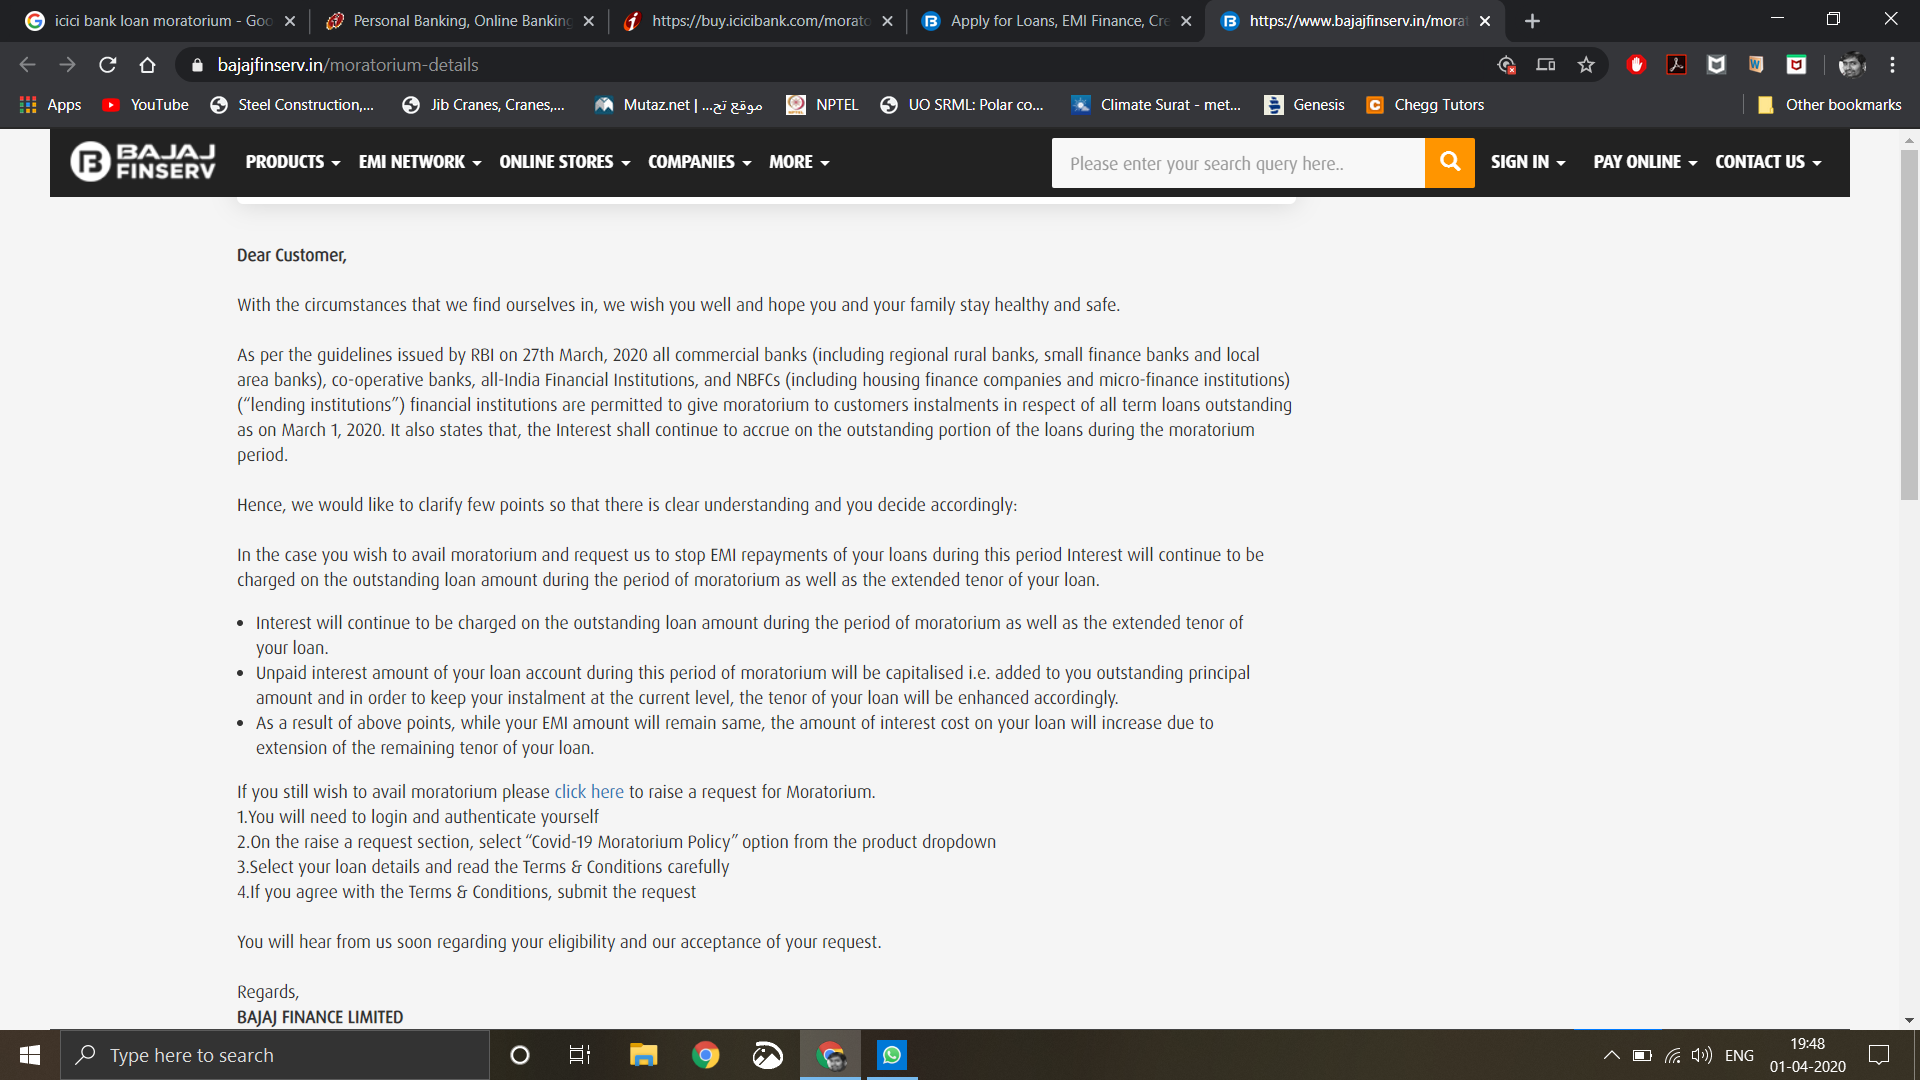 icici bank loan moratorium - Goo
Personal Banking, Online Banking
https://buy.icicibank.com/morato
Apply for Loans, EMI Finance, Cre
https://www.bajajfinserv.in/morat
bajajfinserv.in/moratorium-details
Apps
YouTube
Steel Construction,...
Jib Cranes, Cranes,...
Mutaz.net | موقع تح...
NPTEL
UO SRML: Polar co...
Climate Surat - met...
Genesis
Chegg Tutors
Other bookmarks
BAJAJ
FINSERV
PRODUCTS
EMI NETWORK
ONLINE STORES
COMPANIES
MORE
Please enter your search query here..
SIGN IN
PAY ONLINE
CONTACT US
Dear Customer,
With the circumstances that we find ourselves in, we wish you well and hope you and your family stay healthy and safe.
As per the guidelines issued by RBI on 27th March, 2020 all commercial banks (including regional rural banks, small finance banks and local
area banks), co-operative banks, all-India Financial Institutions, and NBFCs (including housing finance companies and micro-finance institutions)
(“lending institutions”) financial institutions are permitted to give moratorium to customers instalments in respect of all term loans outstanding
as on March 1, 2020. It also states that, the Interest shall continue to accrue on the outstanding portion of the loans during the moratorium
period.
Hence, we would like to clarify few points so that there is clear understanding and you decide accordingly:
In the case you wish to avail moratorium and request us to stop EMI repayments of your loans during this period Interest will continue to be
charged on the outstanding loan amount during the period of moratorium as well as the extended tenor of your loan.
• Interest will continue to be charged on the outstanding loan amount during the period of moratorium as well as the extended tenor of
your loan.
• Unpaid interest amount of your loan account during this period of moratorium will be capitalised i.e. added to you outstanding principal
amount and in order to keep your instalment at the current level, the tenor of your loan will be enhanced accordingly.
• As a result of above points, while your EMI amount will remain same, the amount of interest cost on your loan will increase due to
extension of the remaining tenor of your loan.
If you still wish to avail moratorium please click here to raise a request for Moratorium.
1.You will need to login and authenticate yourself
2.On the raise a request section, select “Covid-19 Moratorium Policy” option from the product dropdown
3.Select your loan details and read the Terms & Conditions carefully
4.If you agree with the Terms & Conditions, submit the request
You will hear from us soon regarding your eligibility and our acceptance of your request.
Regards,
BAJAJ FINANCE LIMITED
Type here to search
ENG
19:48
01-04-2020